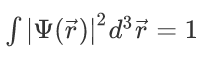 ∫ |Ψ(r⃗)|² d³r⃗ = 1